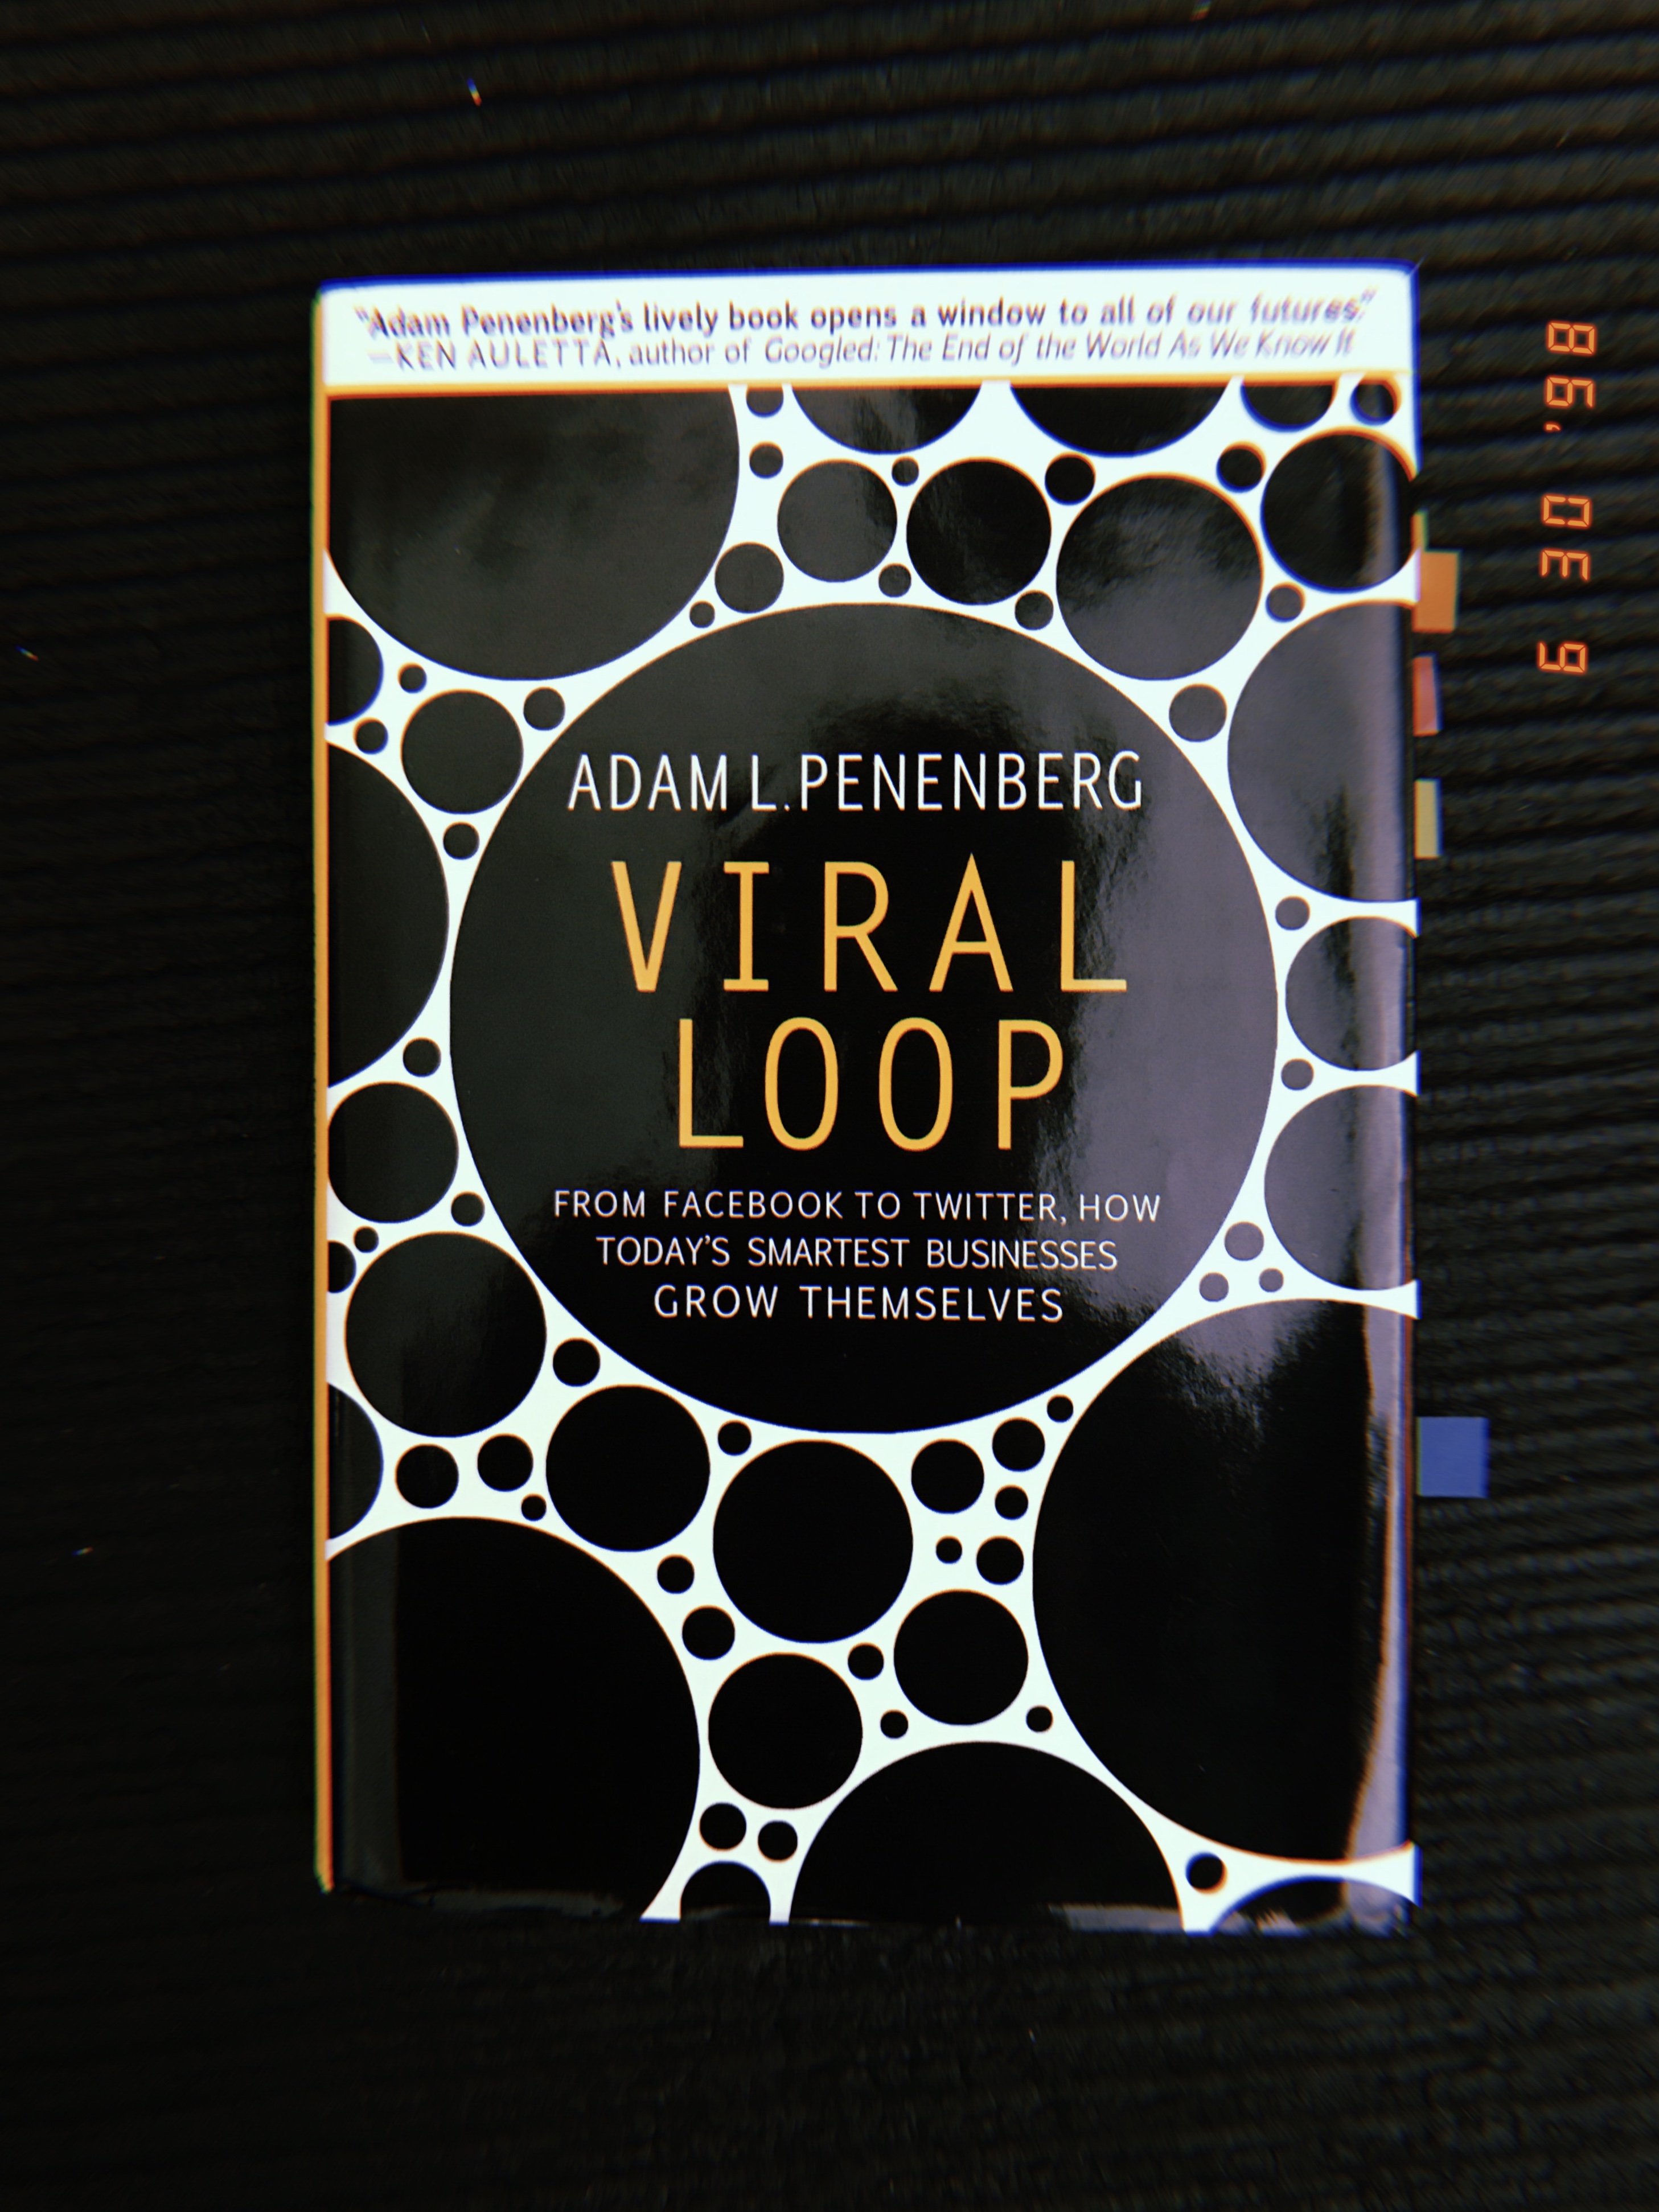 "Adam Penenberg's lively book opens a window to all of our futures."
—KEN AULETTA, author of Googled: The End of the World As We Know It
ADAM L. PENENBERG
VIRAL
LOOP
FROM FACEBOOK TO TWITTER, HOW
TODAY'S SMARTEST BUSINESSES
GROW THEMSELVES
9 30 '98